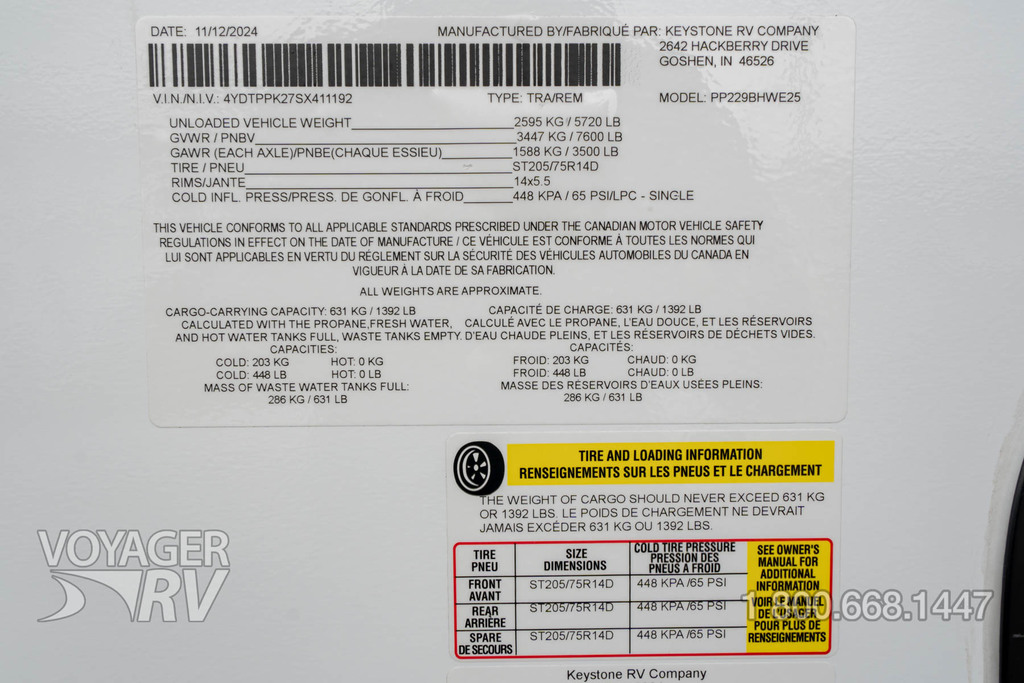 DATE: 11/12/2024 MANUFACTURED BY/FABRIQUÉ PAR: KEYSTONE RV COMPANY
2642 HACKBERRY DRIVE
GOSHEN, IN 46526
V.I.N./N.I.V.: 4YDTPPK27SX411192 TYPE: TRA/REM MODEL: PP229BHWE25
UNLOADED VEHICLE WEIGHT 2595 KG / 5720 LB
GVWR / PNBV 3447 KG / 7600 LB
GAWR (EACH AXLE)/PNBE(CHAQUE ESSIEU) 1588 KG / 3500 LB
TIRE / PNEU ST205/75R14D
RIMS/JANTE 14x5.5
COLD INFL. PRESS/PRESS. DE GONFL. À FROID 448 KPA / 65 PSI/LPC - SINGLE
THIS VEHICLE CONFORMS TO ALL APPLICABLE STANDARDS PRESCRIBED UNDER THE CANADIAN MOTOR VEHICLE SAFETY
REGULATIONS IN EFFECT ON THE DATE OF MANUFACTURE / CE VÉHICULE EST CONFORME À TOUTES LES NORMES QUI
LUI SONT APPLICABLES EN VERTU DU RÉGLEMENT SUR LA SÉCURITÉ DES VÉHICULES AUTOMOBILES DU CANADA EN
VIGUEUR À LA DATE DE SA FABRICATION.
ALL WEIGHTS ARE APPROXIMATE.
CARGO-CARRYING CAPACITY: 631 KG / 1392 LB CAPACITÉ DE CHARGE: 631 KG / 1392 LB
CALCULATED WITH THE PROPANE,FRESH WATER, CALCULÉ AVEC LE PROPANE, L'EAU DOUCE, ET LES RÉSERVOIRS
AND HOT WATER TANKS FULL, WASTE TANKS EMPTY. D'EAU CHAUDE PLEINS, ET LES RÉSERVOIRS DE DÉCHETS VIDES.
CAPACITIES: CAPACITÉS:
COLD: 203 KG HOT: 0 KG FROID: 203 KG CHAUD: 0 KG
COLD: 448 LB HOT: 0 LB FROID: 448 LB CHAUD: 0 LB
MASS OF WASTE WATER TANKS FULL: MASSE DES RÉSERVOIRS D'EAUX USÉES PLEINS:
286 KG / 631 LB 286 KG / 631 LB
TIRE AND LOADING INFORMATION
RENSEIGNEMENTS SUR LES PNEUS ET LE CHARGEMENT
THE WEIGHT OF CARGO SHOULD NEVER EXCEED 631 KG
OR 1392 LBS. LE POIDS DE CHARGEMENT NE DEVRAIT
JAMAIS EXCÉDER 631 KG OU 1392 LBS.
TIRE
PNEU
SIZE
DIMENSIONS
COLD TIRE PRESSURE
PRESSION DES
PNEUS A FROID
FRONT
AVANT
ST205/75R14D 448 KPA /65 PSI
REAR
ARRIÈRE
ST205/75R14D 448 KPA /65 PSI
SPARE
DE SECOURS
ST205/75R14D 448 KPA /65 PSI
SEE OWNER'S
MANUAL FOR
ADDITIONAL
INFORMATION
VOIR LE MANUEL
DE L'USAGER
POUR PLUS DE
RENSEIGNEMENTS
Keystone RV Company
VOYAGER
RV
1.800.668.1447